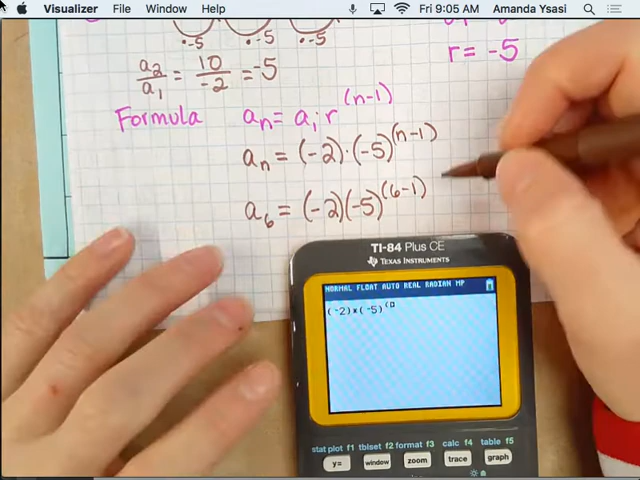 Visualizer File Window Help Fri 9:05 AM Amanda Ysasi
•-5 •-5 •-5
r = -5
a₂/a₁ = 10/-2 = -5
Formula aₙ = a₁·r^(n-1)
aₙ = (-2)·(-5)^(n-1)
a₆ = (-2)(-5)^(6-1)
TI-84 Plus CE
TEXAS INSTRUMENTS
NORMAL FLOAT AUTO REAL RADIAN MP
(-2)*(-5)^(
stat plot f1 tblset f2 format f3 calc f4 table f5
y= window zoom trace graph